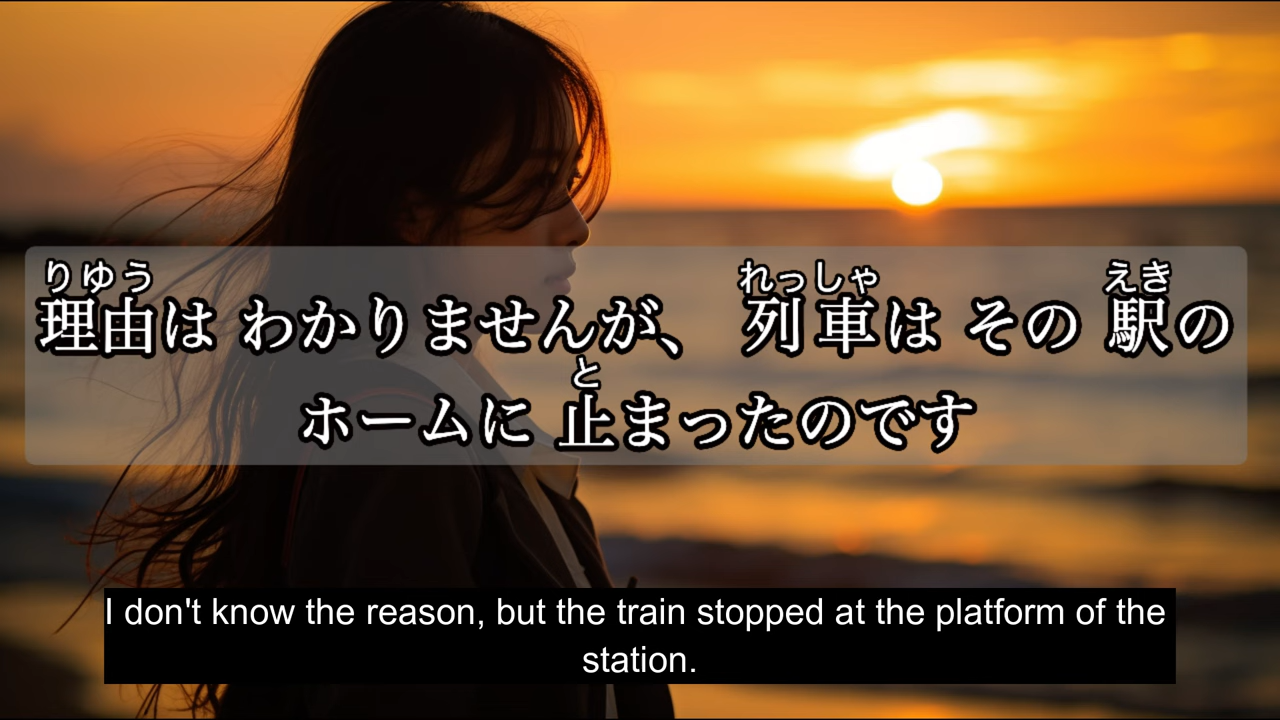 りゆう れっしゃ えき
理由は わかりませんが、 列車は その 駅の
と
ホームに 止まったのです
I don't know the reason, but the train stopped at the platform of the
station.